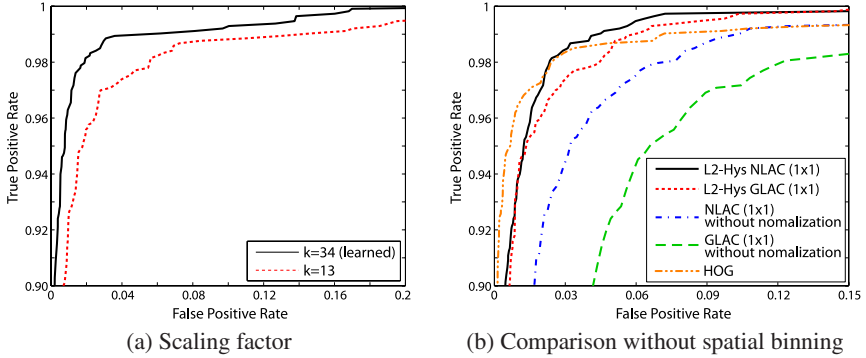 1
0.98
0.96
0.94
0.92
0.90
True Positive Rate
0
0.04
0.08
0.12
0.16
0.2
False Positive Rate
k=34 (learned)
k=13
(a) Scaling factor
1
0.98
0.96
0.94
0.92
0.90
True Positive Rate
0
0.03
0.06
0.09
0.12
0.15
False Positive Rate
L2-Hys NLAC (1x1)
L2-Hys GLAC (1x1)
NLAC (1x1)
without nomalization
GLAC (1x1)
without nomalization
HOG
(b) Comparison without spatial binning